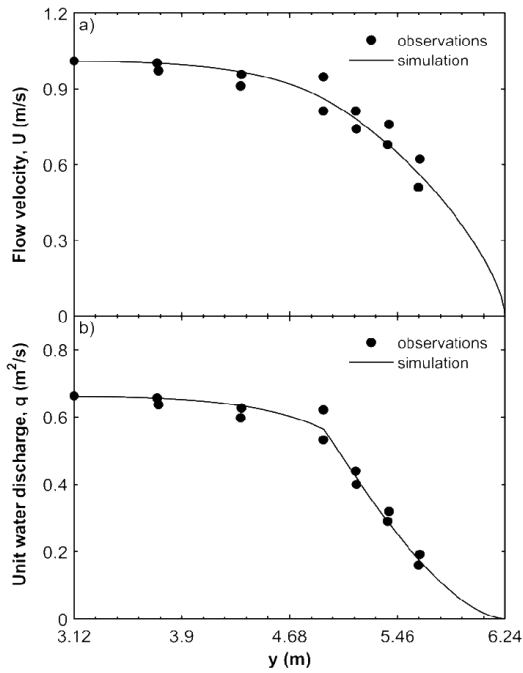 1.2
a)
observations
simulation
0.9
0.6
0.3
0
Flow velocity, U (m/s)
b)
observations
simulation
0.8
0.6
0.4
0.2
0
Unit water discharge, q (m²/s)
3.12 3.9 4.68 5.46 6.24
y (m)